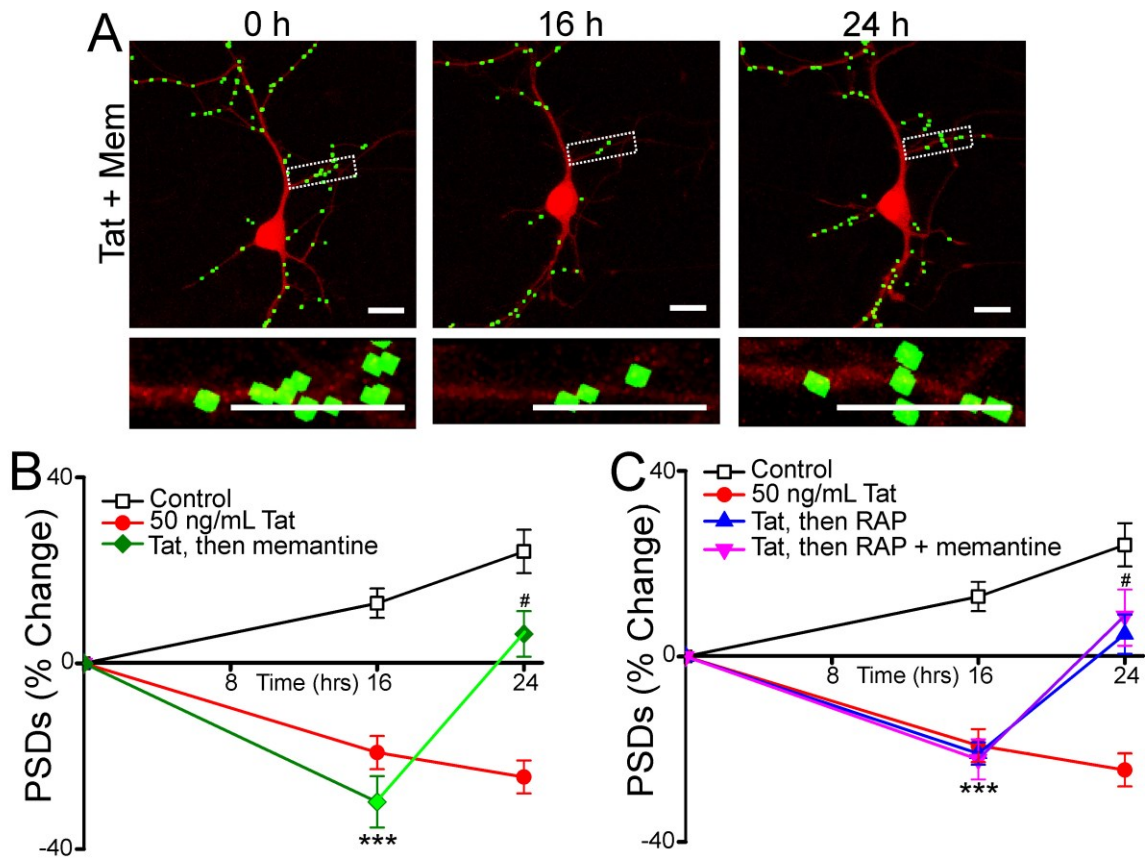 A
0 h
16 h
24 h
Tat + Mem
B
40
0
-40
PSDs (% Change)
Control
50 ng/mL Tat
Tat, then memantine
8
Time (hrs)
16
24
#
***
C
40
0
-40
PSDs (% Change)
Control
50 ng/mL Tat
Tat, then RAP
Tat, then RAP + memantine
8
Time (hrs)
16
24
#
***